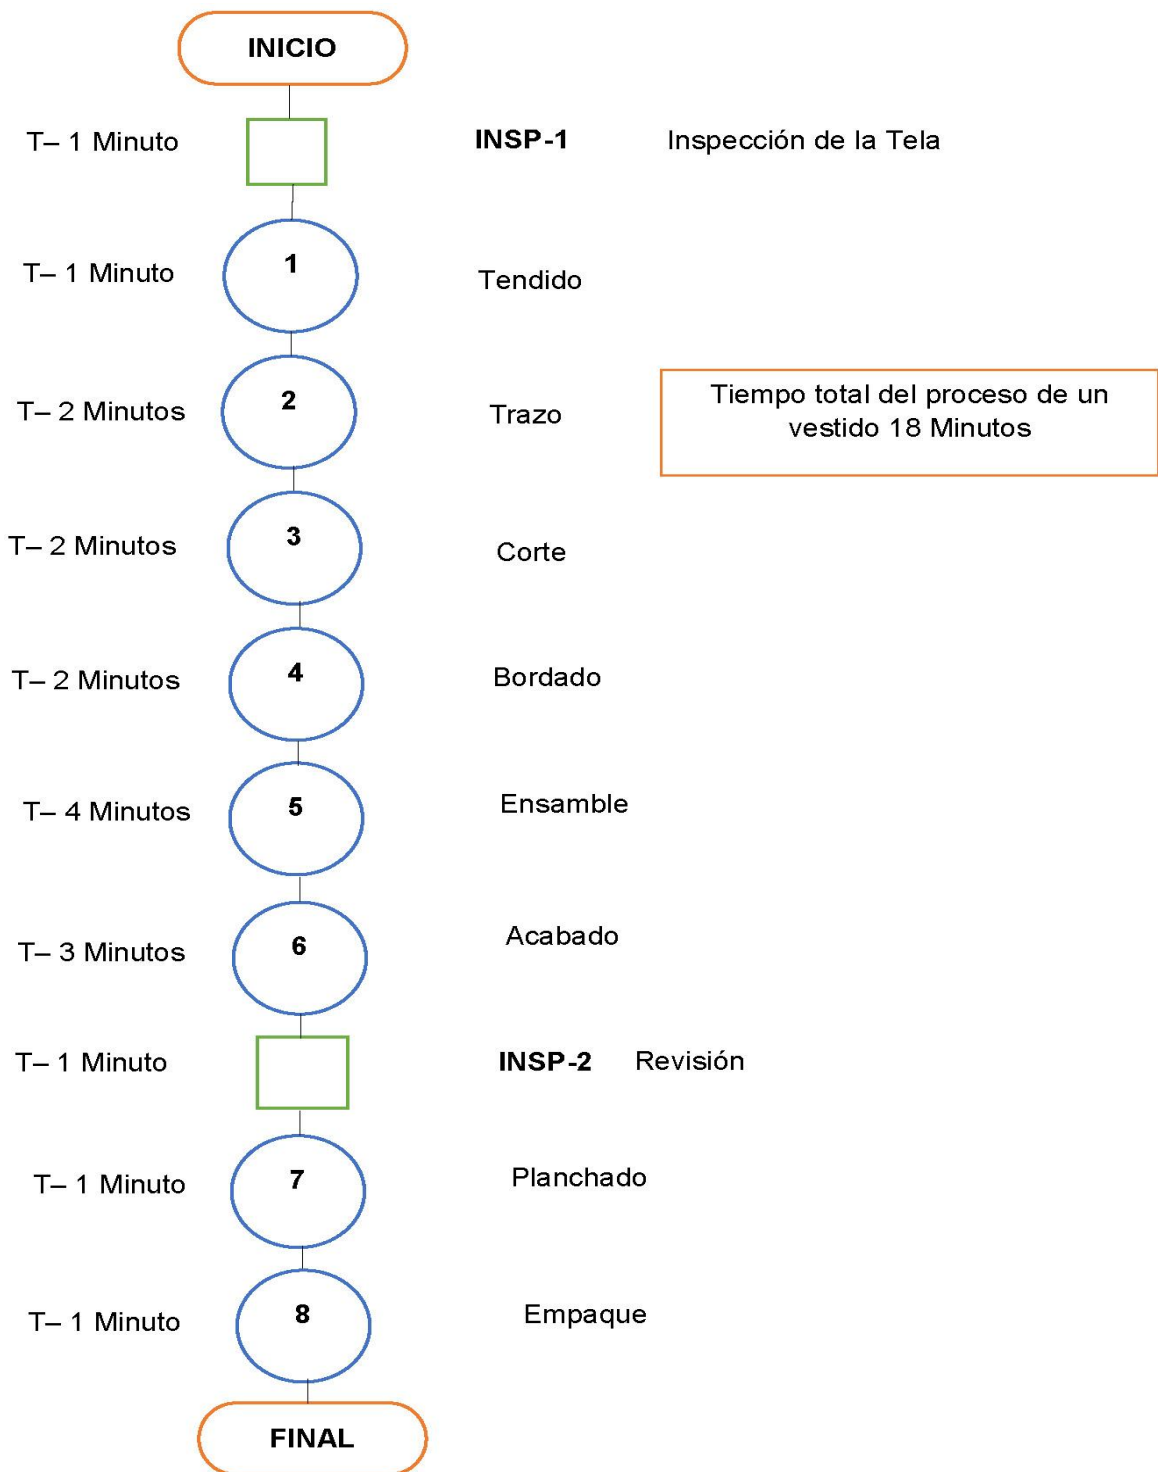 INICIO
T– 1 Minuto INSP-1 Inspección de la Tela
T– 1 Minuto 1 Tendido
T– 2 Minutos 2 Trazo
Tiempo total del proceso de un
vestido 18 Minutos
T– 2 Minutos 3 Corte
T– 2 Minutos 4 Bordado
T– 4 Minutos 5 Ensamble
T– 3 Minutos 6 Acabado
T– 1 Minuto INSP-2 Revisión
T– 1 Minuto 7 Planchado
T– 1 Minuto 8 Empaque
FINAL